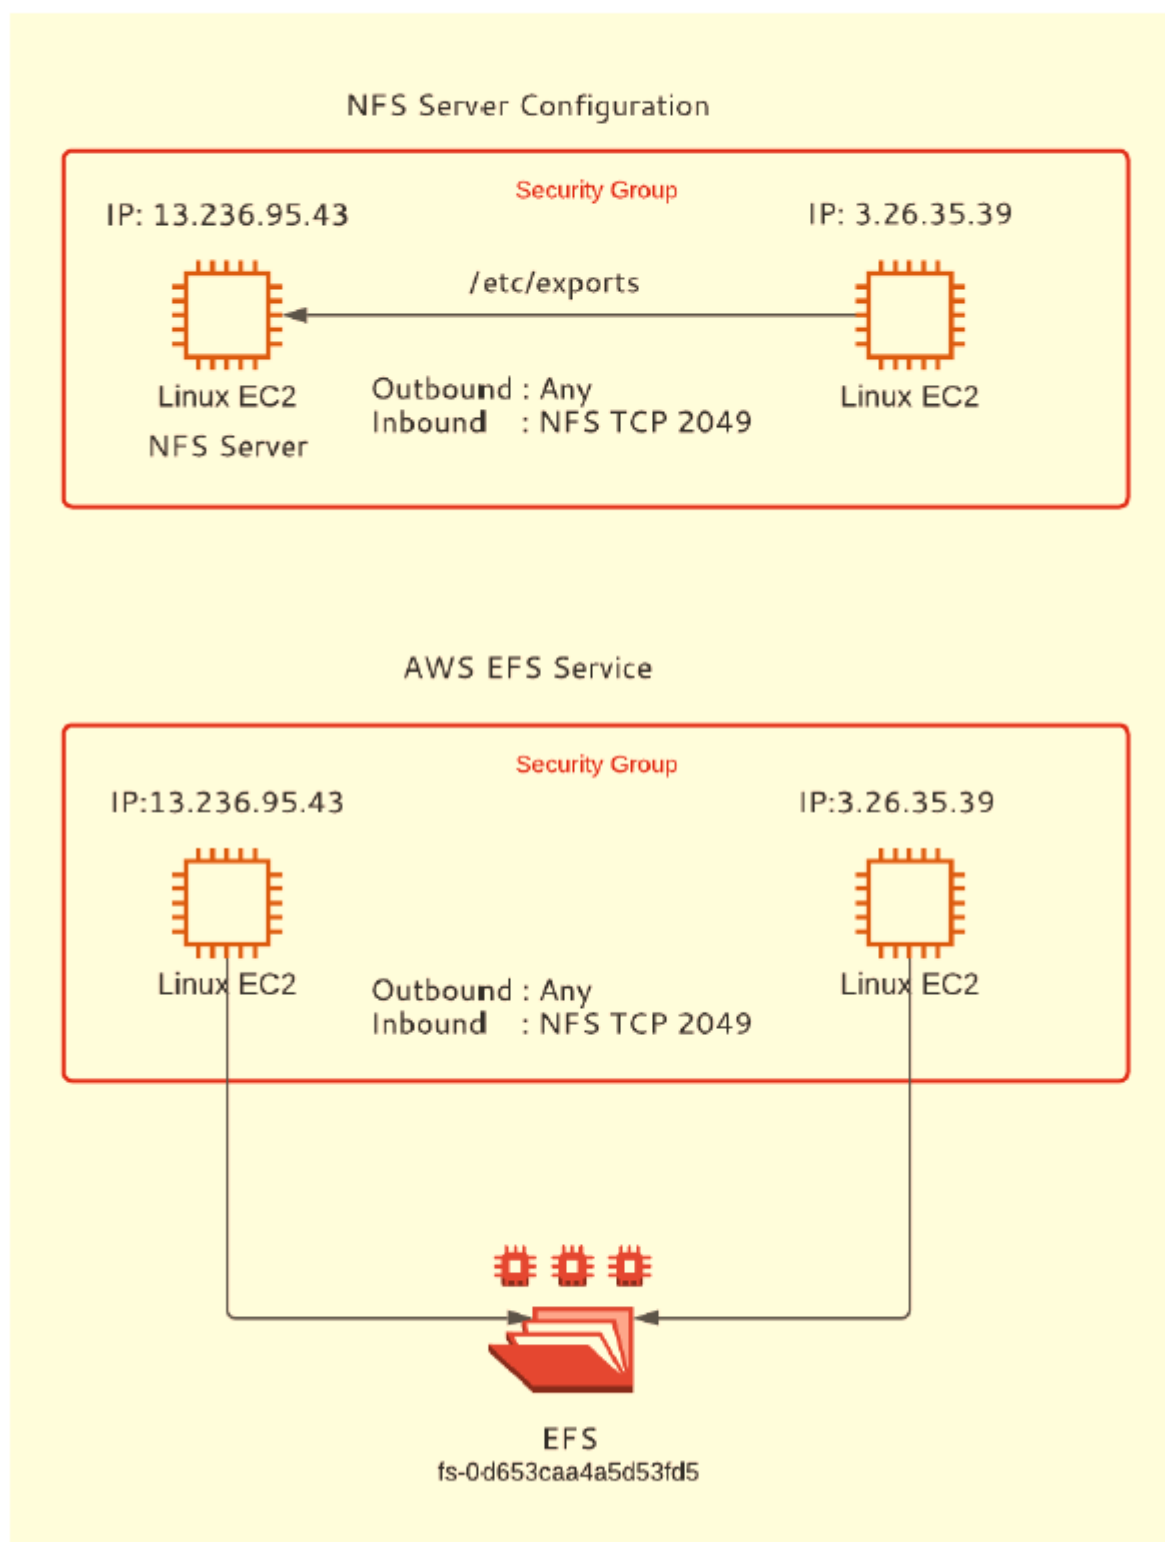 NFS Server Configuration
Security Group
IP: 13.236.95.43
IP: 3.26.35.39
/etc/exports
Linux EC2
NFS Server
Outbound : Any
Inbound : NFS TCP 2049
Linux EC2
AWS EFS Service
Security Group
IP:13.236.95.43
IP:3.26.35.39
Linux EC2
Outbound : Any
Inbound : NFS TCP 2049
Linux EC2
EFS
fs-0d653caa4a5d53fd5